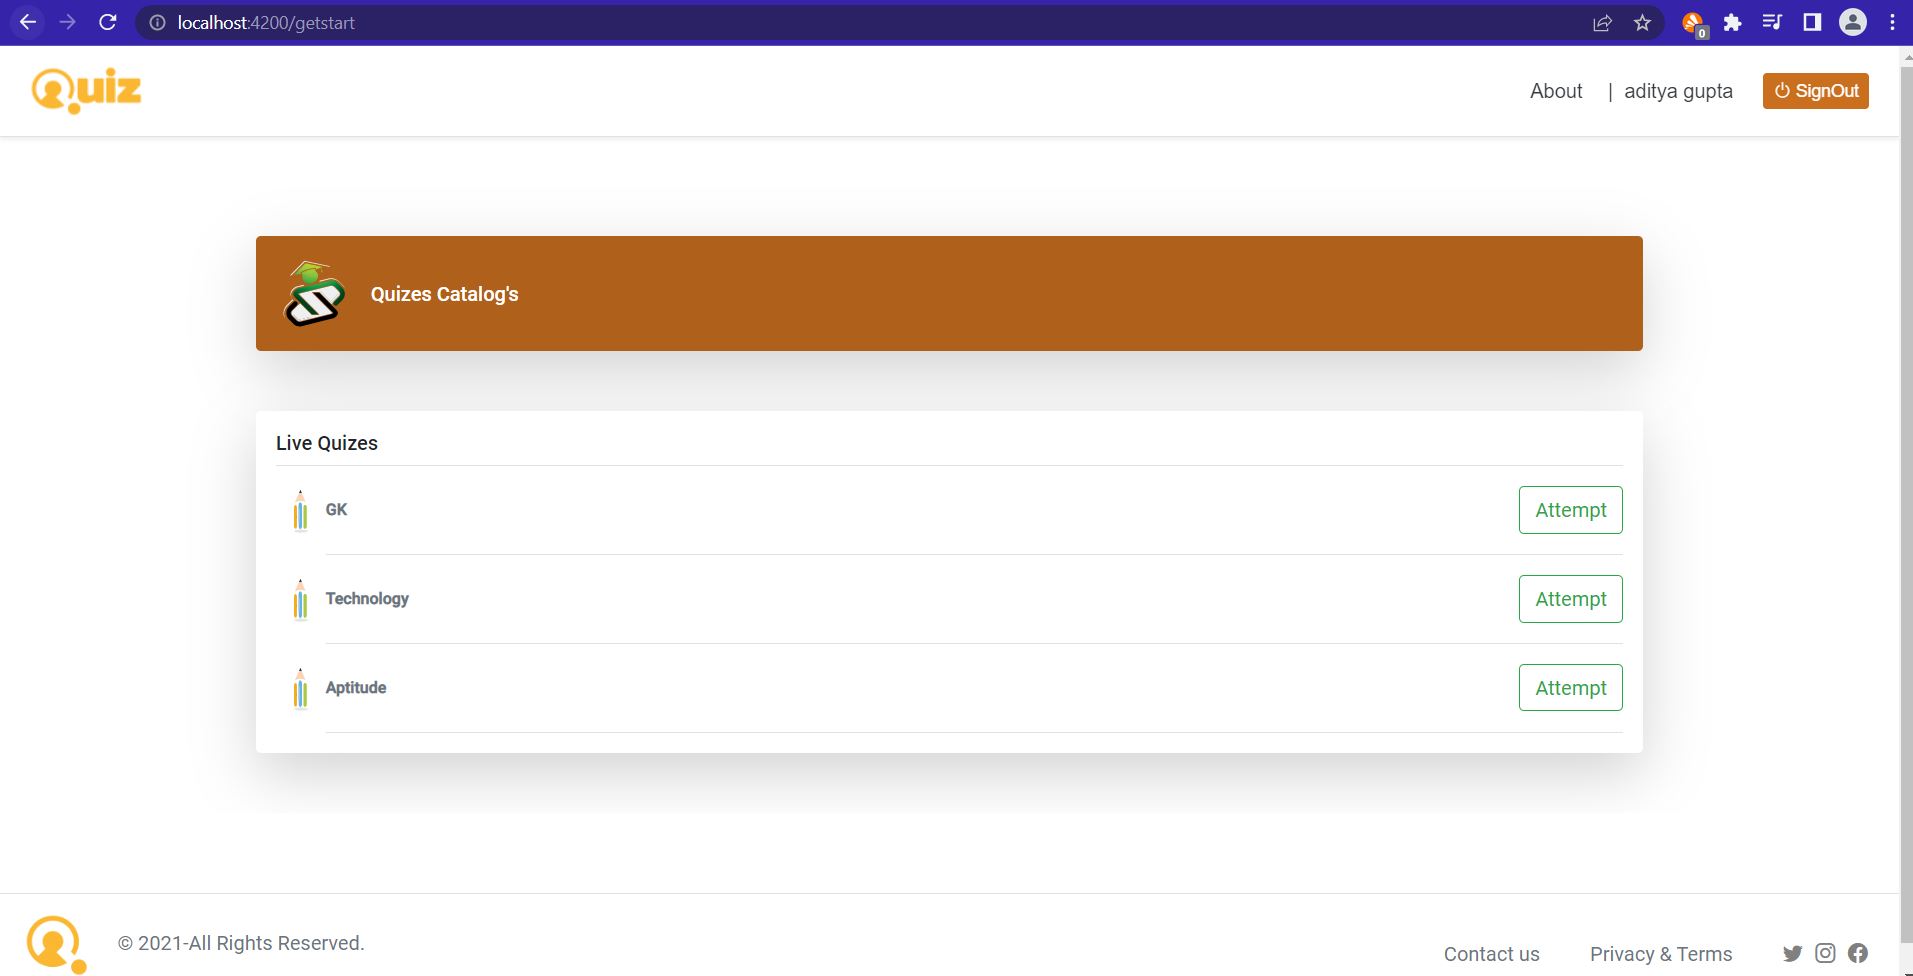 localhost:4200/getstart
0
Quiz
About | aditya gupta SignOut
Quizes Catalog's
Live Quizes
GK Attempt
Technology Attempt
Aptitude Attempt
© 2021-All Rights Reserved.
Contact us Privacy & Terms